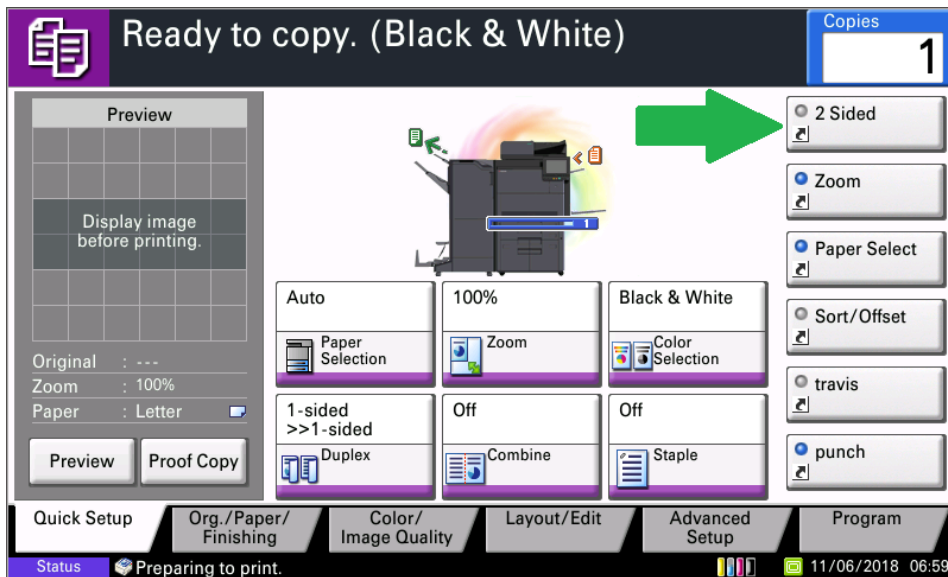 Ready to copy. (Black & White)
Copies
1
Preview
Display image
before printing.
Original : ---
Zoom : 100%
Paper : Letter
Preview
Proof Copy
1
Auto
Paper
Selection
100%
Zoom
Black & White
Color
Selection
1-sided
>>1-sided
Duplex
Off
Combine
Off
Staple
2 Sided
Zoom
Paper Select
Sort/Offset
travis
punch
Quick Setup
Org./Paper/
Finishing
Color/
Image Quality
Layout/Edit
Advanced
Setup
Program
Status
Preparing to print.
11/06/2018 06:59